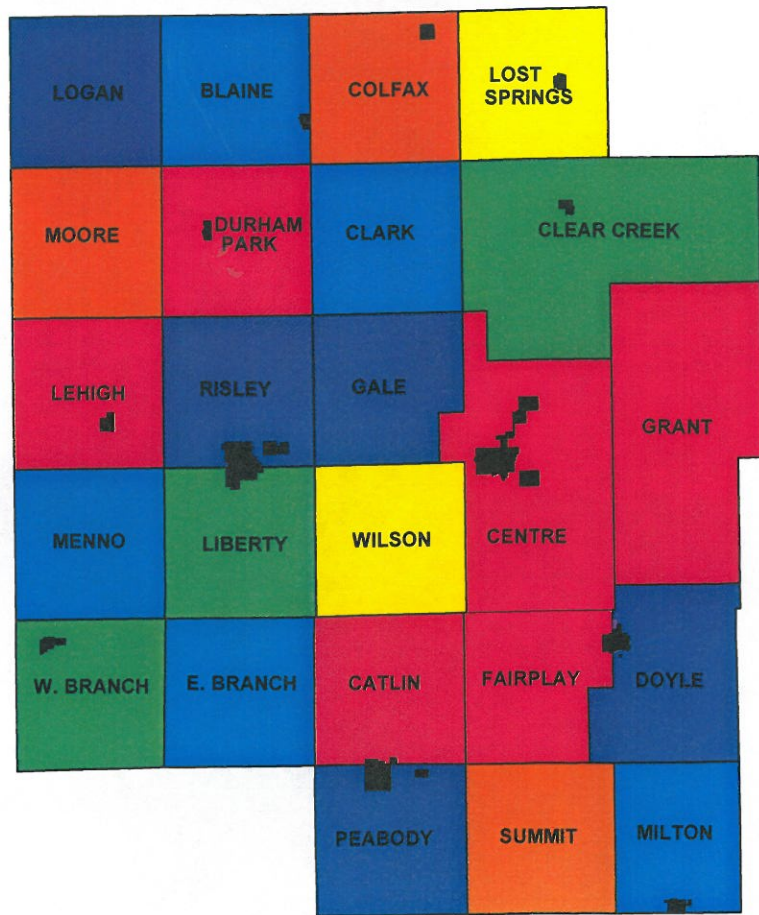 LOGAN
BLAINE
COLFAX
LOST
SPRINGS
MOORE
DURHAM
PARK
CLARK
CLEAR CREEK
LEHIGH
RISLEY
GALE
GRANT
MENNO
LIBERTY
WILSON
CENTRE
W. BRANCH
E. BRANCH
CATLIN
FAIRPLAY
DOYLE
PEABODY
SUMMIT
MILTON